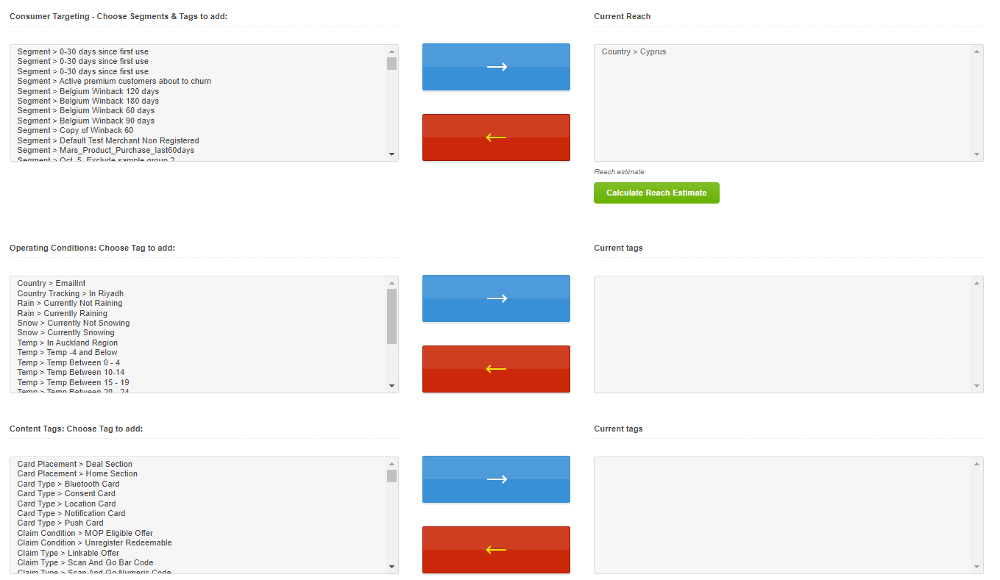 Consumer Targeting - Choose Segments & Tags to add:
Current Reach
Segment > 0-30 days since first use
Segment > 0-30 days since first use
Segment > 0-30 days since first use
Segment > Active premium customers about to churn
Segment > Belgium Winback 120 days
Segment > Belgium Winback 180 days
Segment > Belgium Winback 60 days
Segment > Belgium Winback 90 days
Segment > Copy of Winback 60
Segment > Default Test Merchant Non Registered
Segment > Mars_Product_Purchase_last60days
Segment > Oct_5_Exclude sample group 2
→
←
Country > Cyprus
Reach estimate:
Calculate Reach Estimate
Operating Conditions: Choose Tag to add:
Current tags
Country > EmailInt
Country Tracking > In Riyadh
Rain > Currently Not Raining
Rain > Currently Raining
Snow > Currently Not Snowing
Snow > Currently Snowing
Temp > In Auckland Region
Temp > Temp -4 and Below
Temp > Temp Between 0 - 4
Temp > Temp Between 10-14
Temp > Temp Between 15 - 19
Temp > Temp Between 20 - 24
→
←
Content Tags: Choose Tag to add:
Current tags
Card Placement > Deal Section
Card Placement > Home Section
Card Type > Bluetooth Card
Card Type > Consent Card
Card Type > Location Card
Card Type > Notification Card
Card Type > Push Card
Claim Condition > MOP Eligible Offer
Claim Condition > Unregister Redeemable
Claim Type > Linkable Offer
Claim Type > Scan And Go Bar Code
Claim Type > Scan And Go Numeric Code
→
←